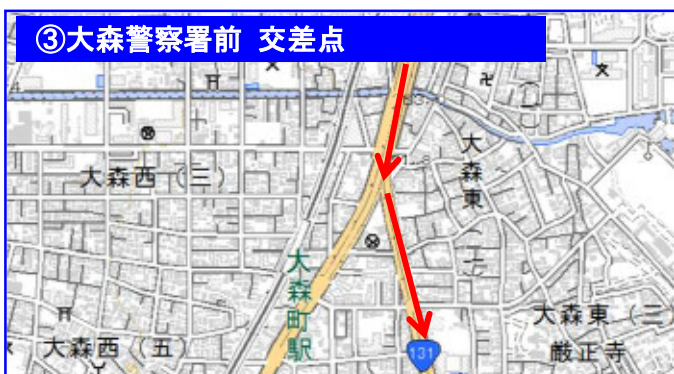 ③大森警察署前 交差点
大森西（三）
大森東
（二）
大森町駅
大森東（三）
大森西（五）
厳正寺
131